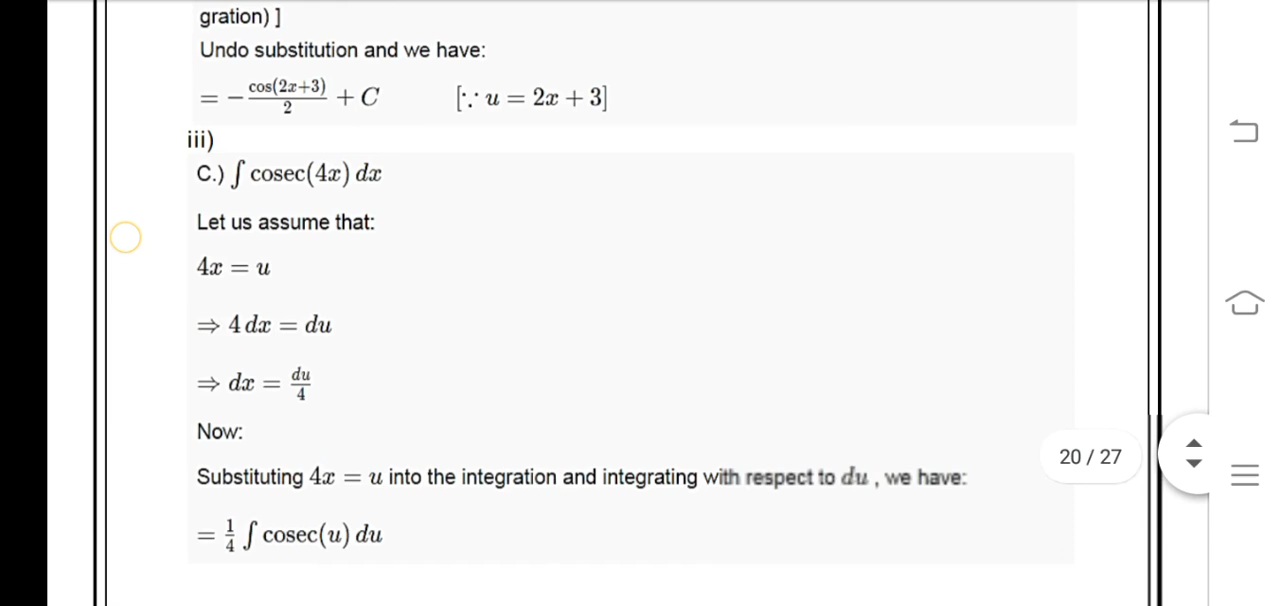 gration) ]
Undo substitution and we have:
= −cos(2x+3)/2 + C [∵ u = 2x + 3]
iii)
C.) ∫ cosec(4x) dx
Let us assume that:
4x = u
⇒ 4 dx = du
⇒ dx = du/4
Now:
20 / 27
Substituting 4x = u into the integration and integrating with respect to du , we have:
= 1/4 ∫ cosec(u) du